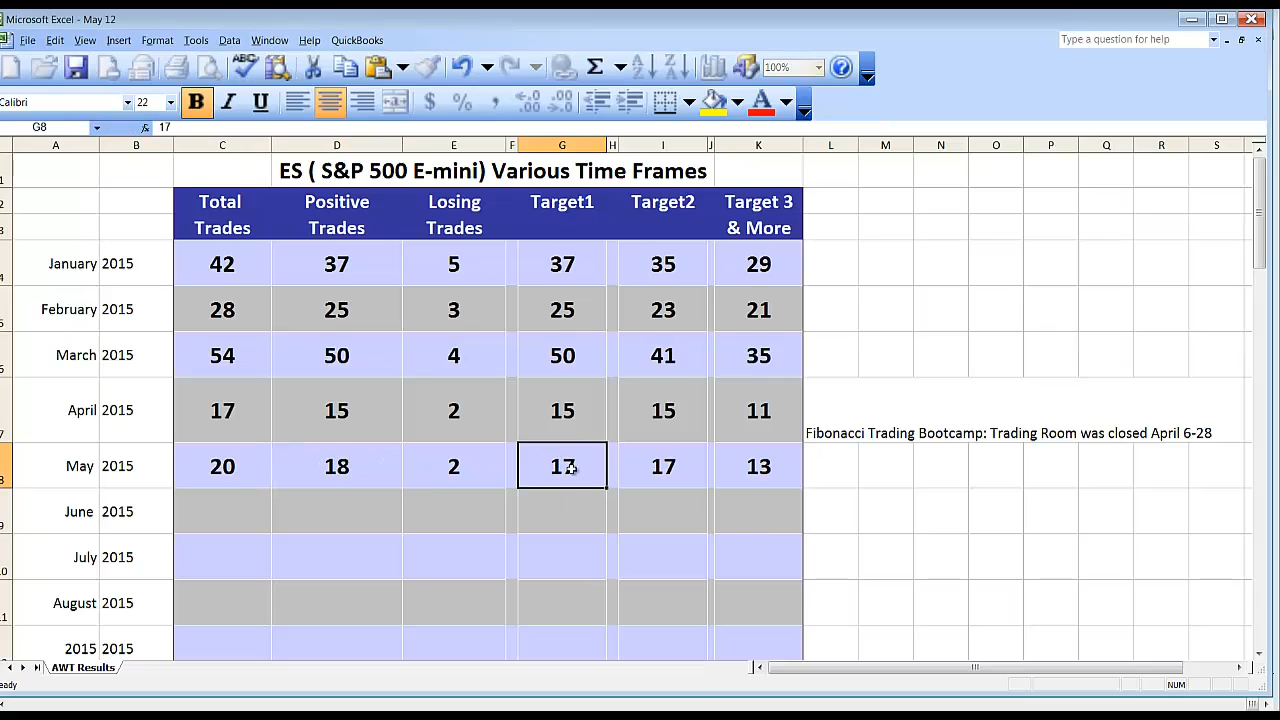 Microsoft Excel - May 12
File Edit View Insert Format Tools Data Window Help QuickBooks
Type a question for help
ABC
100%
Calibri 22 B I U $ % , .00 .00
G8 fx 17
A B C D E F G H I J K L M N O P Q R S
ES ( S&P 500 E-mini) Various Time Frames
Total Positive Losing Target1 Target2 Target 3
Trades Trades Trades & More
January 2015 42 37 5 37 35 29
February 2015 28 25 3 25 23 21
March 2015 54 50 4 50 41 35
April 2015 17 15 2 15 15 11
Fibonacci Trading Bootcamp: Trading Room was closed April 6-28
May 2015 20 18 2 17 17 13
June 2015
July 2015
August 2015
2015 2015
AWT Results
eady NUM